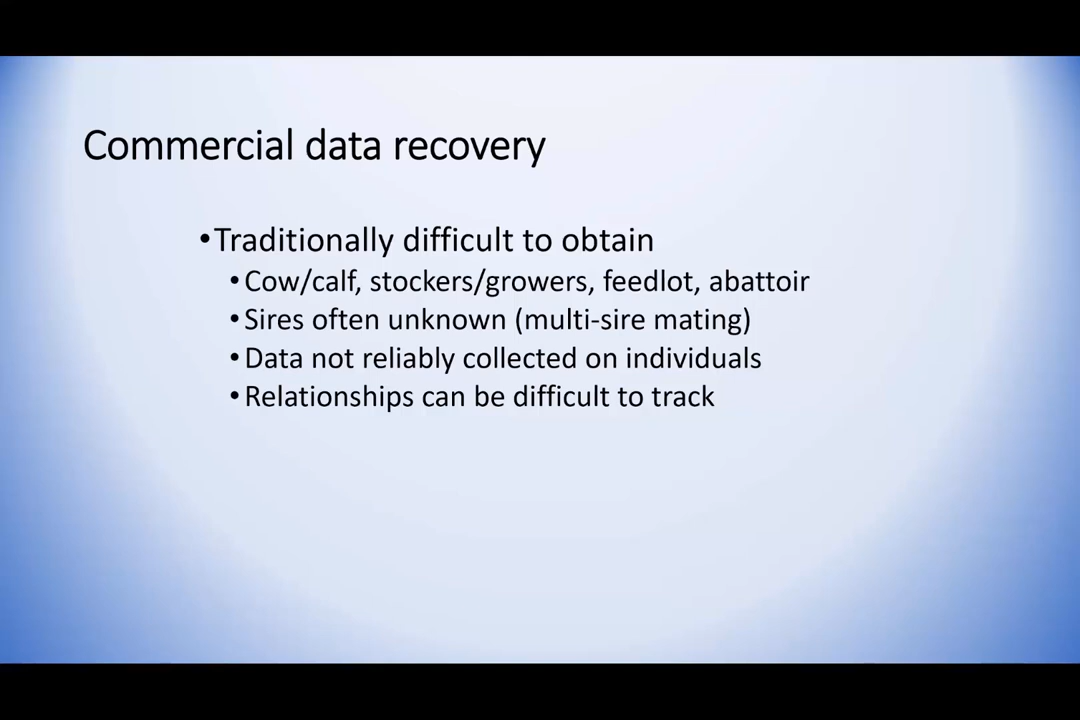 Commercial data recovery
•Traditionally difficult to obtain
•Cow/calf, stockers/growers, feedlot, abattoir
•Sires often unknown (multi-sire mating)
•Data not reliably collected on individuals
•Relationships can be difficult to track